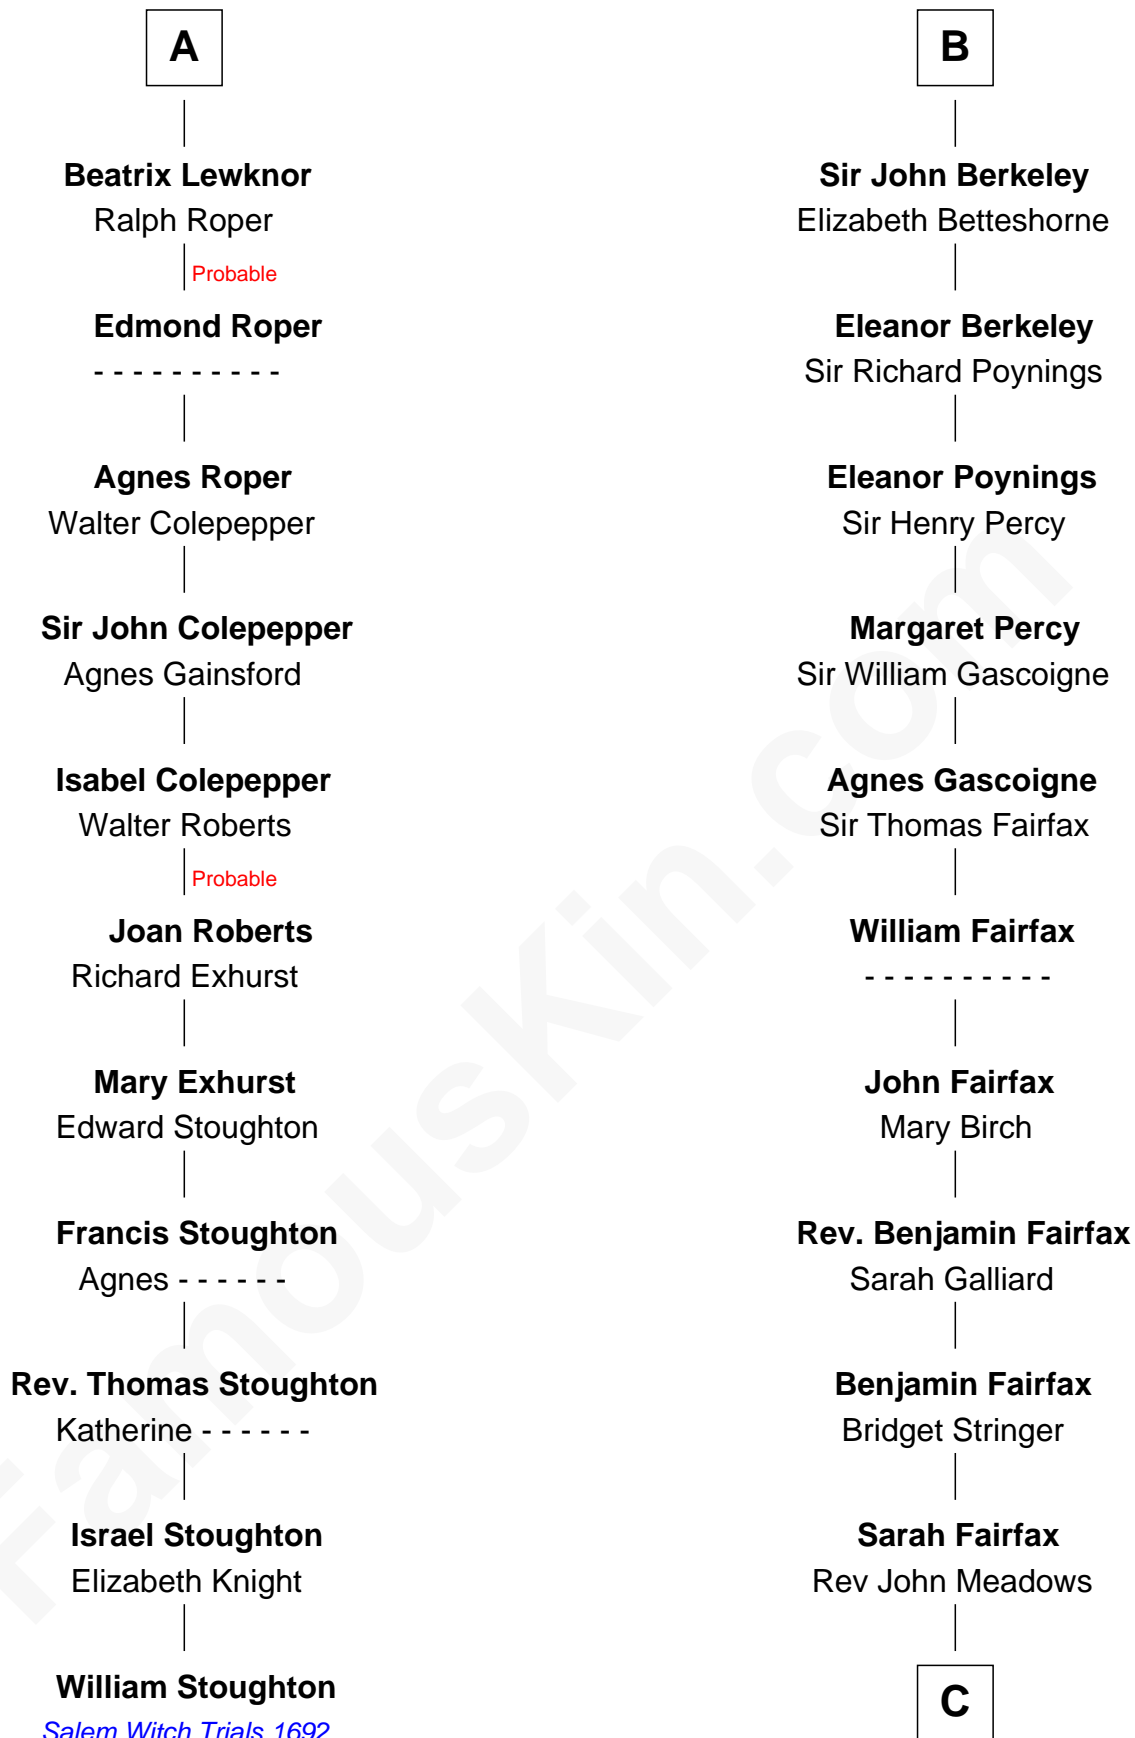 A
Beatrix Lewknor
Ralph Roper
Probable
Edmond Roper
- - - - - - - - - -
Agnes Roper
Walter Colepepper
Sir John Colepepper
Agnes Gainsford
Isabel Colepepper
Walter Roberts
Probable
Joan Roberts
Richard Exhurst
Mary Exhurst
Edward Stoughton
Francis Stoughton
Agnes - - - - - -
Rev. Thomas Stoughton
Katherine - - - - - -
Israel Stoughton
Elizabeth Knight
William Stoughton
Salem Witch Trials 1692
B
Sir John Berkeley
Elizabeth Betteshorne
Eleanor Berkeley
Sir Richard Poynings
Eleanor Poynings
Sir Henry Percy
Margaret Percy
Sir William Gascoigne
Agnes Gascoigne
Sir Thomas Fairfax
William Fairfax
- - - - - - - - - -
John Fairfax
Mary Birch
Rev. Benjamin Fairfax
Sarah Galliard
Benjamin Fairfax
Bridget Stringer
Sarah Fairfax
Rev John Meadows
C
FamousKin.com